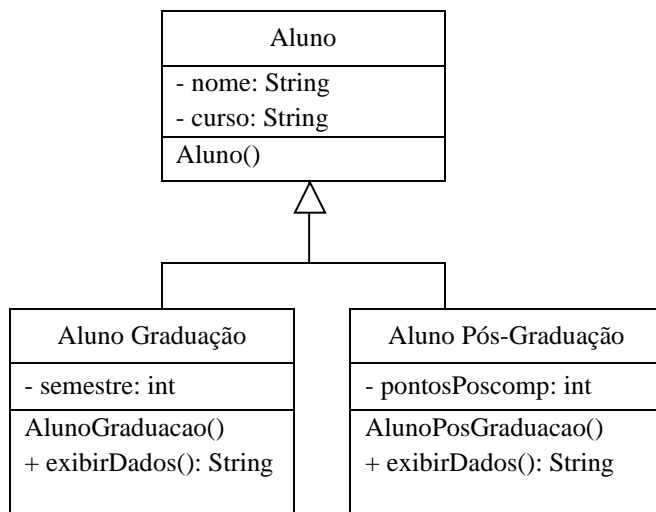 Aluno
- nome: String
- curso: String
Aluno()
Aluno Graduação
- semestre: int
AlunoGraduacao()
+ exibirDados(): String
Aluno Pós-Graduação
- pontosPoscomp: int
AlunoPosGraduacao()
+ exibirDados(): String